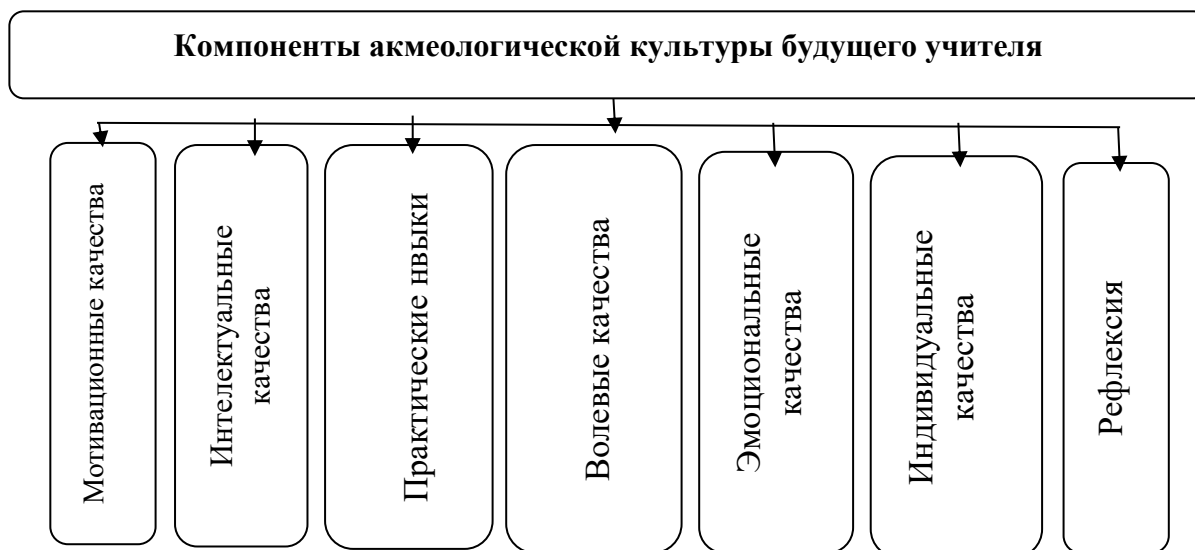 Компоненты акмеологической культуры будущего учителя
Мотивационные качества
Интелектуальные
качества
Практические нвыки
Волевые качества
Эмоциональные
качества
Индивидуальные
качества
Рефлексия